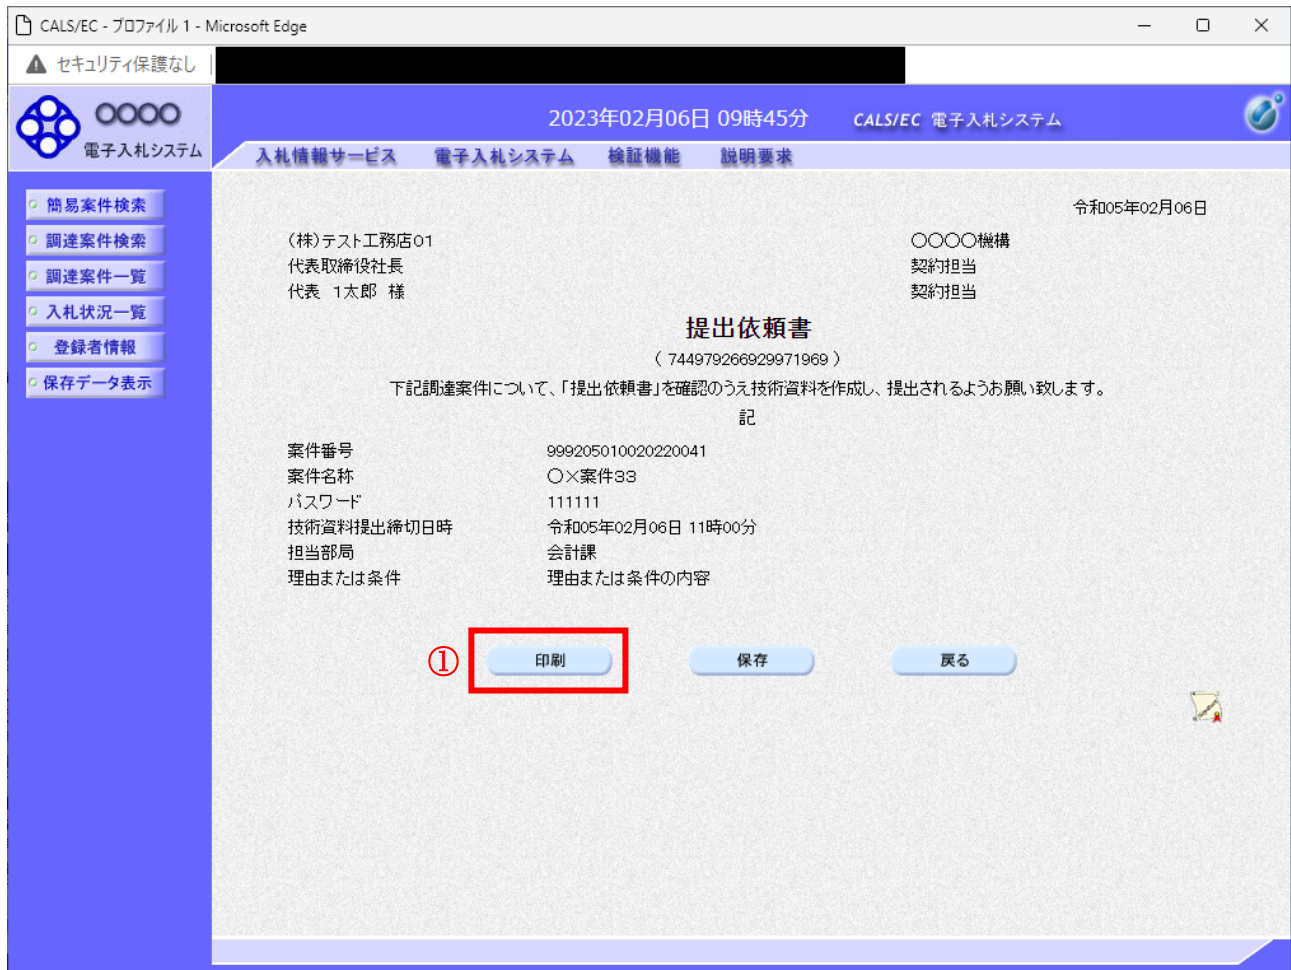 CALS/EC - プロファイル 1 - Microsoft Edge
セキュリティ保護なし
〇〇〇〇
電子入札システム
2023年02月06日 09時45分
CALS/EC 電子入札システム
入札情報サービス 電子入札システム 検証機能 説明要求
簡易案件検索
調達案件検索
調達案件一覧
入札状況一覧
登録者情報
保存データ表示
令和05年02月06日
(株)テスト工務店01
代表取締役社長
代表 1太郎 様
〇〇〇〇機構
契約担当
契約担当
提出依頼書
( 744979266929971969 )
下記調達案件について、「提出依頼書」を確認のうえ技術資料を作成し、提出されるようお願い致します。
記
案件番号 999205010020220041
案件名称 〇×案件33
パスワード 111111
技術資料提出締切日時 令和05年02月06日 11時00分
担当部局 会計課
理由または条件 理由または条件の内容
① 印刷 保存 戻る